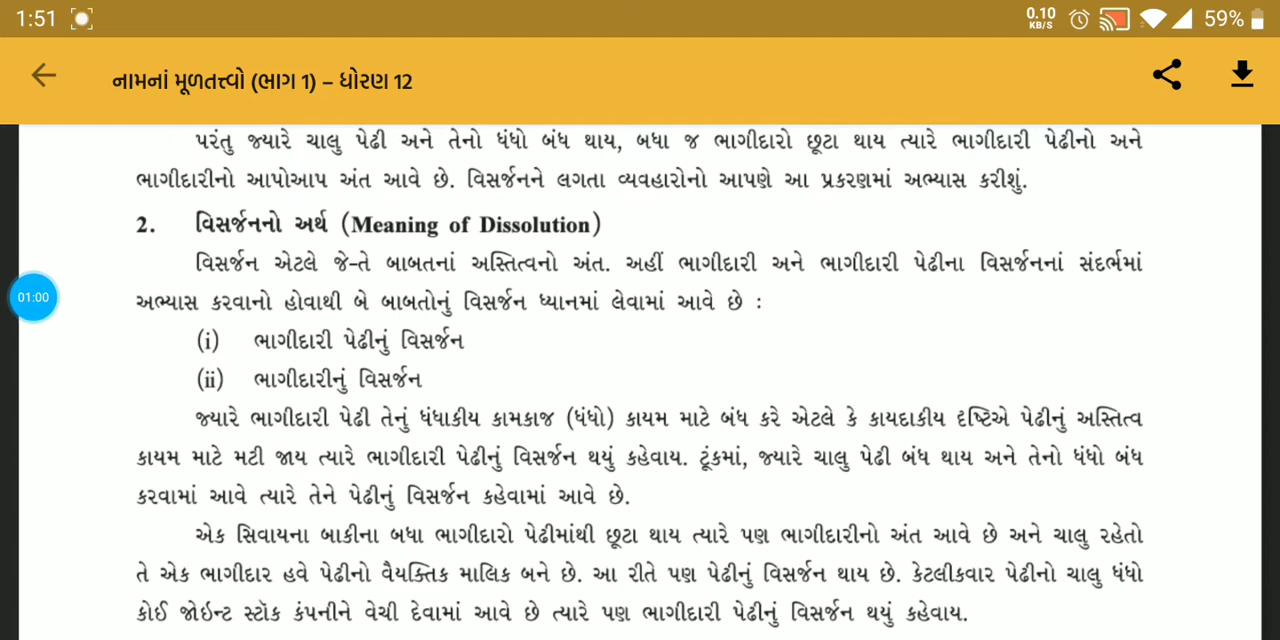 1:51
0.10
KB/S
59%
નામનાં મૂળતત્ત્વો (ભાગ 1) – ધોરણ 12
પરંતુ જ્યારે ચાલુ પેઢી અને તેનો ધંધો બંધ થાય, બધા જ ભાગીદારો છૂટા થાય ત્યારે ભાગીદારી પેઢીનો અને
ભાગીદારીનો આપોઆપ અંત આવે છે. વિસર્જનને લગતા વ્યવહારોનો આપણે આ પ્રકરણમાં અભ્યાસ કરીશું.
2. વિસર્જનનો અર્થ (Meaning of Dissolution)
વિસર્જન એટલે જે-તે બાબતનાં અસ્તિત્વનો અંત. અહીં ભાગીદારી અને ભાગીદારી પેઢીના વિસર્જનનાં સંદર્ભમાં
01:00
અભ્યાસ કરવાનો હોવાથી બે બાબતોનું વિસર્જન ધ્યાનમાં લેવામાં આવે છે :
(i) ભાગીદારી પેઢીનું વિસર્જન
(ii) ભાગીદારીનું વિસર્જન
જ્યારે ભાગીદારી પેઢી તેનું ધંધાકીય કામકાજ (ધંધો) કાયમ માટે બંધ કરે એટલે કે કાયદાકીય દૃષ્ટિએ પેઢીનું અસ્તિત્વ
કાયમ માટે મટી જાય ત્યારે ભાગીદારી પેઢીનું વિસર્જન થયું કહેવાય. ટૂંકમાં, જ્યારે ચાલુ પેઢી બંધ થાય અને તેનો ધંધો બંધ
કરવામાં આવે ત્યારે તેને પેઢીનું વિસર્જન કહેવામાં આવે છે.
એક સિવાયના બાકીના બધા ભાગીદારો પેઢીમાંથી છૂટા થાય ત્યારે પણ ભાગીદારીનો અંત આવે છે અને ચાલુ રહેતો
તે એક ભાગીદાર હવે પેઢીનો વૈયક્તિક માલિક બને છે. આ રીતે પણ પેઢીનું વિસર્જન થાય છે. કેટલીકવાર પેઢીનો ચાલુ ધંધો
કોઈ જોઇન્ટ સ્ટૉક કંપનીને વેચી દેવામાં આવે છે ત્યારે પણ ભાગીદારી પેઢીનું વિસર્જન થયું કહેવાય.